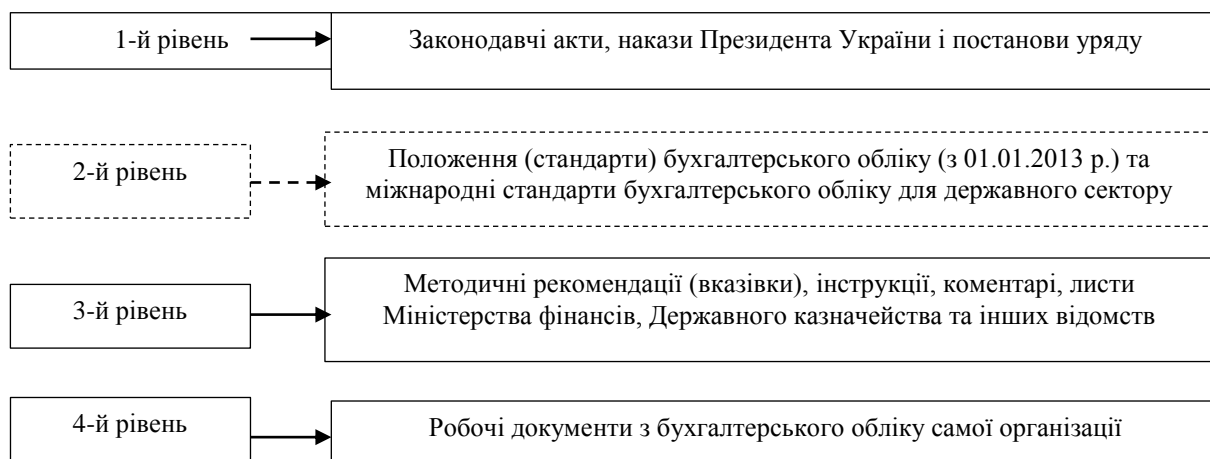 1-й рівень
Законодавчі акти, накази Президента України і постанови уряду
2-й рівень
Положення (стандарти) бухгалтерського обліку (з 01.01.2013 р.) та
міжнародні стандарти бухгалтерського обліку для державного сектору
3-й рівень
Методичні рекомендації (вказівки), інструкції, коментарі, листи
Міністерства фінансів, Державного казначейства та інших відомств
4-й рівень
Робочі документи з бухгалтерського обліку самої організації